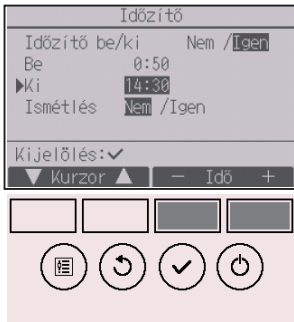 Időzítő
Időzítő be/ki Nem /Igen
Be 0:50
▶Ki 14:30
Ismétlés Nem /Igen
Kijelölés:✔
▼ Kurzor ▲ − Idő +